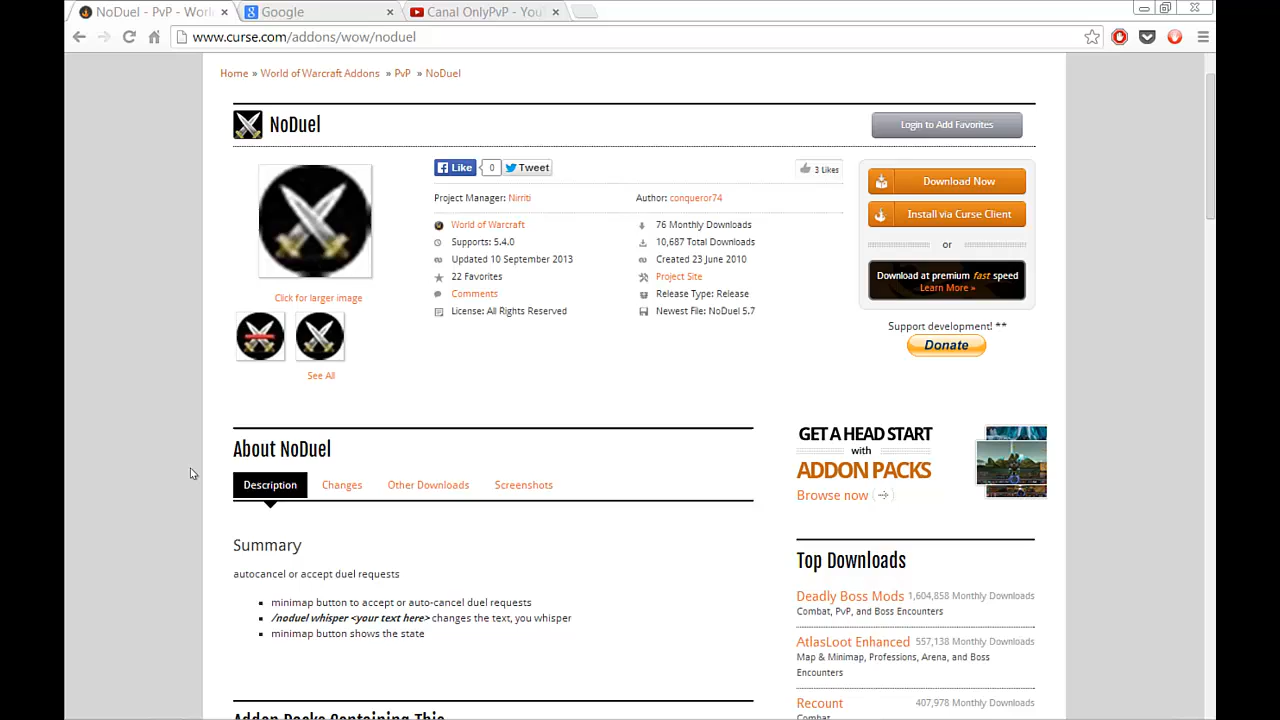 NoDuel - PvP - Worl
Google
Canal OnlyPvP - You
www.curse.com/addons/wow/noduel
Home » World of Warcraft Addons » PvP » NoDuel
NoDuel
Login to Add Favorites
Like 0 Tweet
3 Likes
Project Manager: Nirriti
Author: conqueror74
World of Warcraft
Supports: 5.4.0
Updated 10 September 2013
22 Favorites
Comments
License: All Rights Reserved
76 Monthly Downloads
10,687 Total Downloads
Created 23 June 2010
Project Site
Release Type: Release
Newest File: NoDuel 5.7
Download Now
Install via Curse Client
or
Download at premium fast speed
Learn More »
Support development! **
Donate
Click for larger image
See All
About NoDuel
Description
Changes
Other Downloads
Screenshots
Summary
autocancel or accept duel requests
minimap button to accept or auto-cancel duel requests
/noduel whisper <your text here> changes the text, you whisper
minimap button shows the state
Addon Packs Containing This
GET A HEAD START
with
ADDON PACKS
Browse now
Top Downloads
Deadly Boss Mods 1,604,858 Monthly Downloads
Combat, PvP, and Boss Encounters
AtlasLoot Enhanced 557,138 Monthly Downloads
Map & Minimap, Professions, Arena, and Boss
Encounters
Recount 407,978 Monthly Downloads
Combat